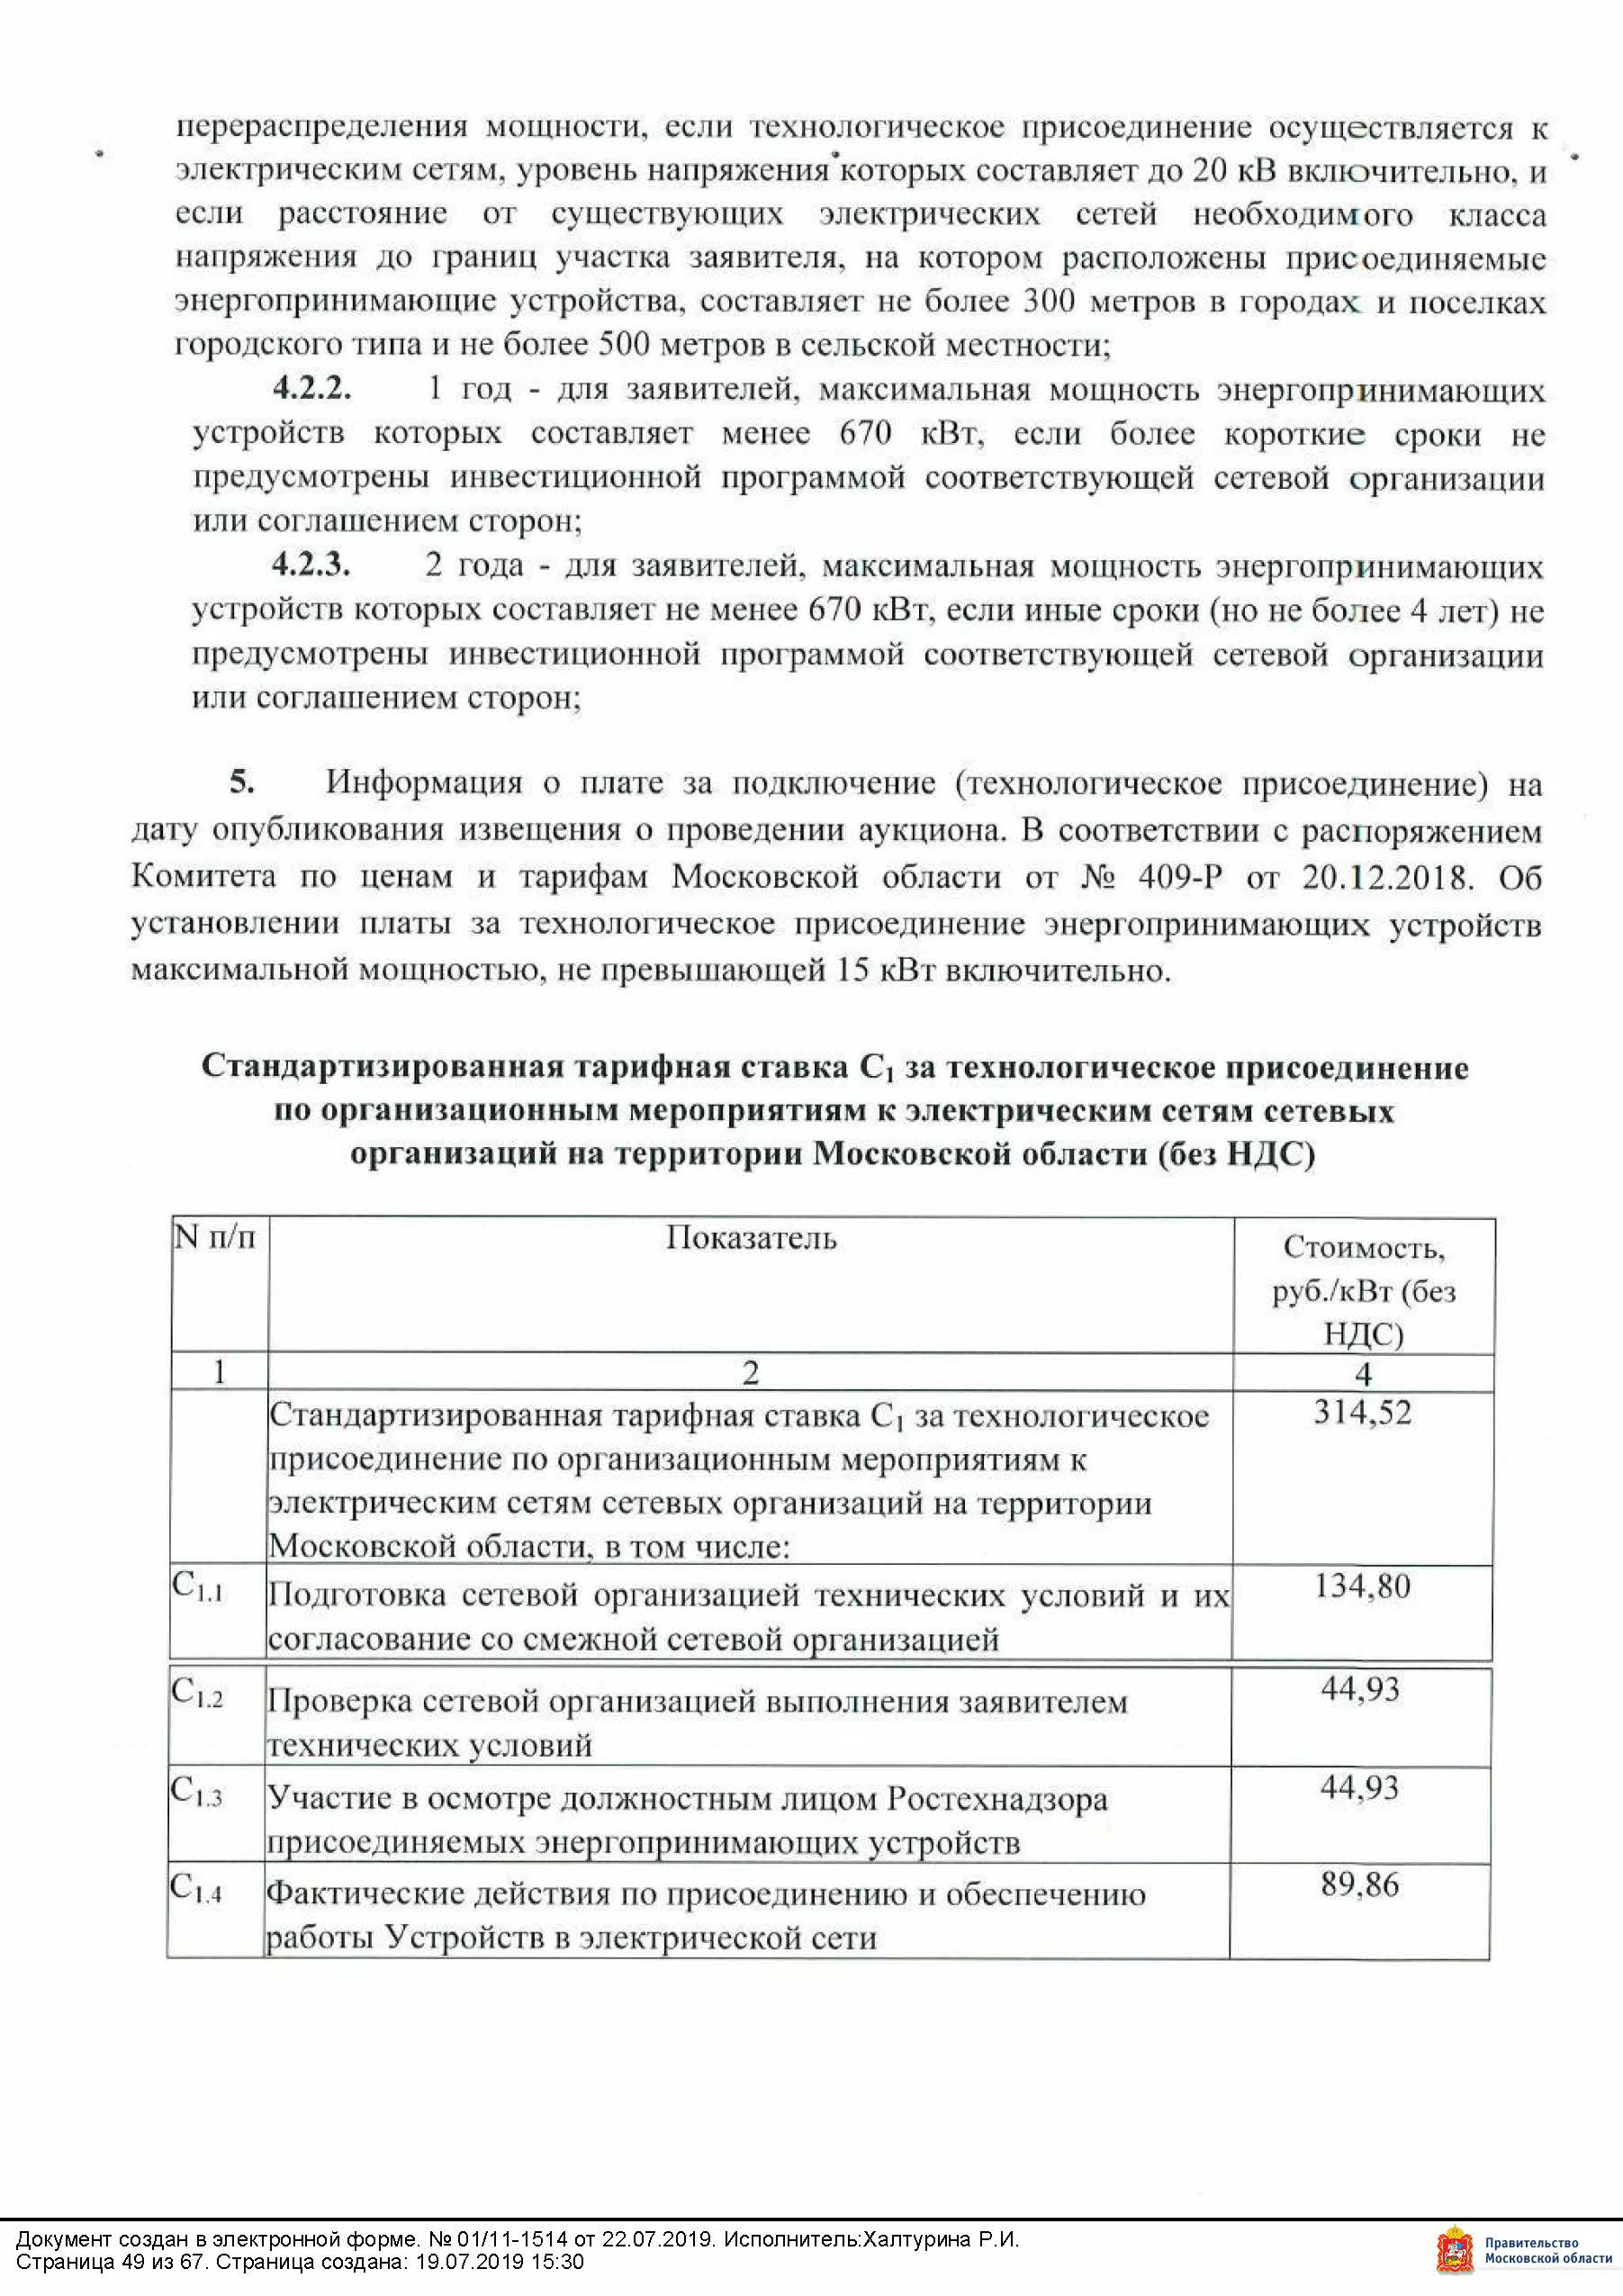 перераспределения мощности, если технологическое присоединение осуществляется к
электрическим сетям, уровень напряжения которых составляет до 20 кВ включительно, и
если расстояние от существующих электрических сетей необходимого класса
напряжения до границ участка заявителя, на котором расположены присоединяемые
энергопринимающие устройства, составляет не более 300 метров в городах и поселках
городского типа и не более 500 метров в сельской местности;
4.2.2. 1 год - для заявителей, максимальная мощность энергопринимающих
устройств которых составляет менее 670 кВт, если более короткие сроки не
предусмотрены инвестиционной программой соответствующей сетевой организации
или соглашением сторон;
4.2.3. 2 года - для заявителей, максимальная мощность энергопринимающих
устройств которых составляет не менее 670 кВт, если иные сроки (но не более 4 лет) не
предусмотрены инвестиционной программой соответствующей сетевой организации
или соглашением сторон;
5. Информация о плате за подключение (технологическое присоединение) на
дату опубликования извещения о проведении аукциона. В соответствии с распоряжением
Комитета по ценам и тарифам Московской области от № 409-Р от 20.12.2018. Об
установлении платы за технологическое присоединение энергопринимающих устройств
максимальной мощностью, не превышающей 15 кВт включительно.
Стандартизированная тарифная ставка С₁ за технологическое присоединение
по организационным мероприятиям к электрическим сетям сетевых
организаций на территории Московской области (без НДС)
N п/п Показатель Стоимость,
руб./кВт (без
НДС)
1 2 4
Стандартизированная тарифная ставка С₁ за технологическое 314,52
присоединение по организационным мероприятиям к
электрическим сетям сетевых организаций на территории
Московской области, в том числе:
С1.1 Подготовка сетевой организацией технических условий и их 134,80
согласование со смежной сетевой организацией
С1.2 Проверка сетевой организацией выполнения заявителем 44,93
технических условий
С1.3 Участие в осмотре должностным лицом Ростехнадзора 44,93
присоединяемых энергопринимающих устройств
С1.4 Фактические действия по присоединению и обеспечению 89,86
работы Устройств в электрической сети
Документ создан в электронной форме. № 01/11-1514 от 22.07.2019. Исполнитель:Халтурина Р.И.
Страница 49 из 67. Страница создана: 19.07.2019 15:30
Правительство
Московской области